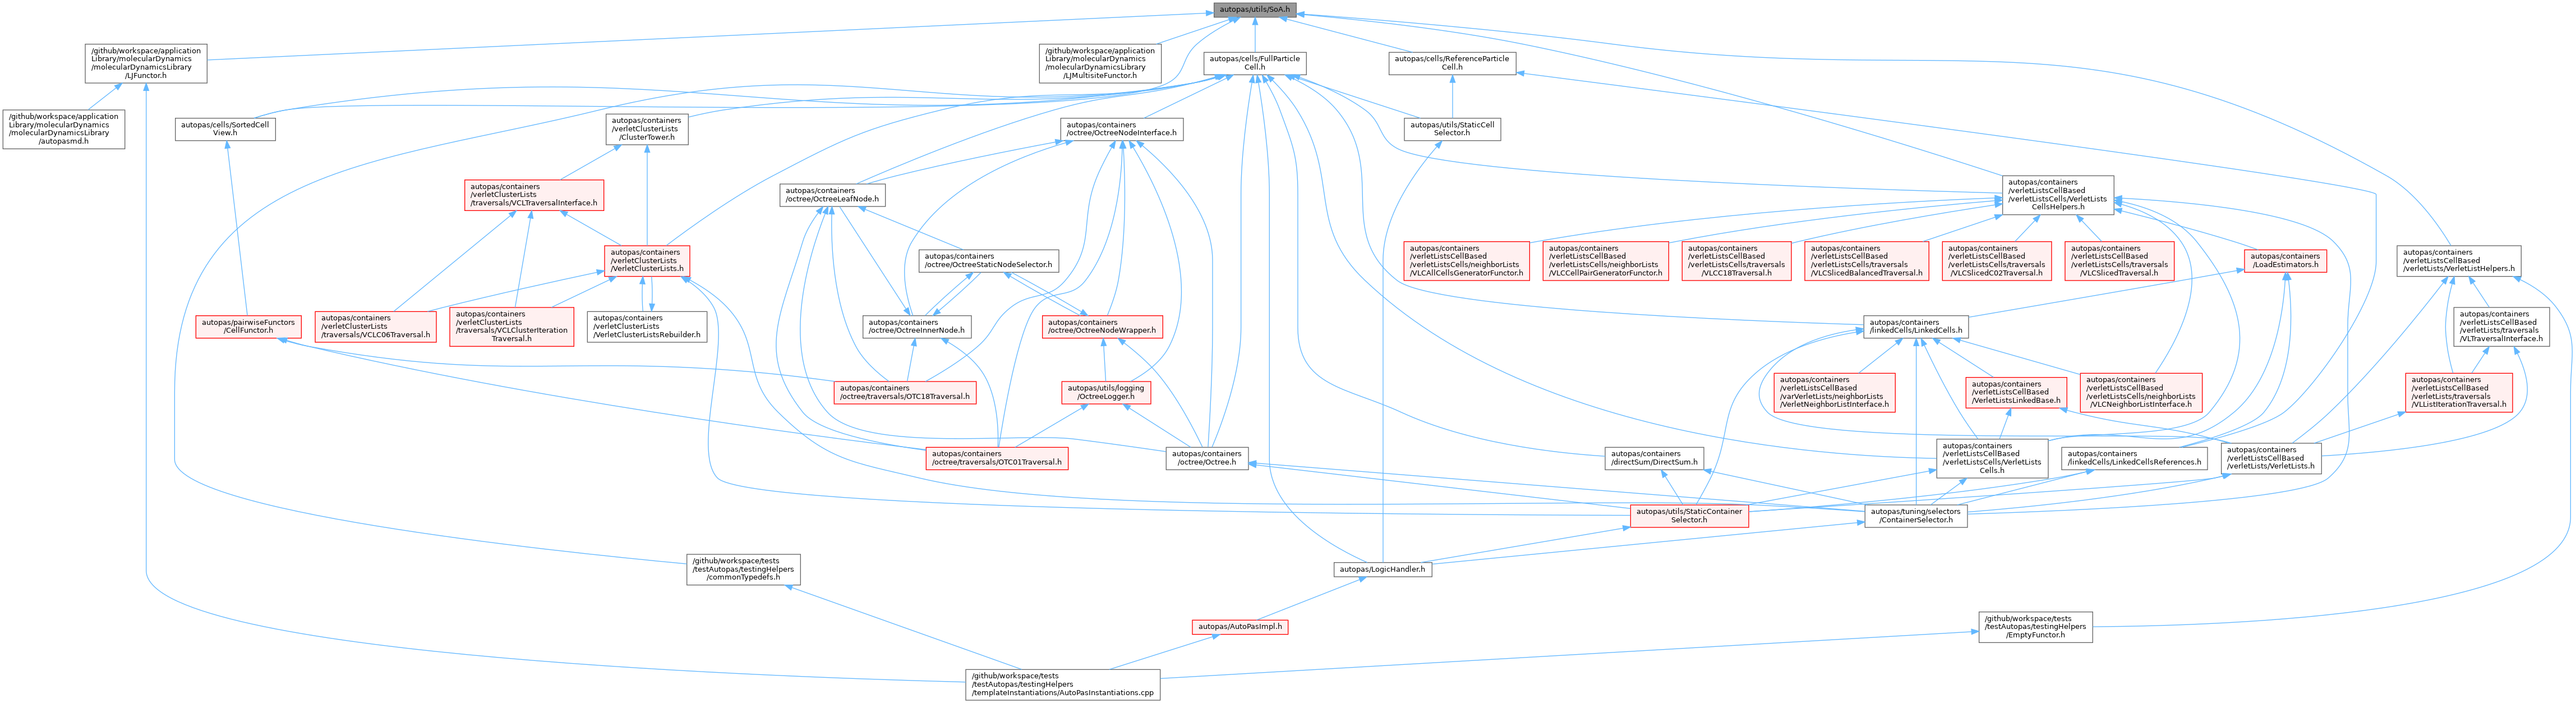 autopas/utils/SoA.h
/github/workspace/application
Library/molecularDynamics
/molecularDynamicsLibrary
/LJFunctor.h
/github/workspace/application
Library/molecularDynamics
/molecularDynamicsLibrary
/LJMultisiteFunctor.h
autopas/cells/FullParticle
Cell.h
autopas/cells/ReferenceParticle
Cell.h
/github/workspace/application
Library/molecularDynamics
/molecularDynamicsLibrary
/autopasmd.h
autopas/cells/SortedCell
View.h
autopas/containers
/verletClusterLists
/ClusterTower.h
autopas/containers
/octree/OctreeNodeInterface.h
autopas/utils/StaticCell
Selector.h
autopas/containers
/verletClusterLists
/traversals/VCLTraversalInterface.h
autopas/containers
/octree/OctreeLeafNode.h
autopas/containers
/verletListsCellBased
/verletListsCells/VerletLists
CellsHelpers.h
autopas/containers
/verletClusterLists
/VerletClusterLists.h
autopas/containers
/octree/OctreeStaticNodeSelector.h
autopas/containers
/verletListsCellBased
/verletListsCells/neighborLists
/VLCAllCellsGeneratorFunctor.h
autopas/containers
/verletListsCellBased
/verletListsCells/neighborLists
/VLCCellPairGeneratorFunctor.h
autopas/containers
/verletListsCellBased
/verletListsCells/traversals
/VLCC18Traversal.h
autopas/containers
/verletListsCellBased
/verletListsCells/traversals
/VLCSlicedBalancedTraversal.h
autopas/containers
/verletListsCellBased
/verletListsCells/traversals
/VLCSlicedC02Traversal.h
autopas/containers
/verletListsCellBased
/verletListsCells/traversals
/VLCSlicedTraversal.h
autopas/containers
/LoadEstimators.h
autopas/containers
/verletListsCellBased
/verletLists/VerletListHelpers.h
autopas/pairwiseFunctors
/CellFunctor.h
autopas/containers
/verletClusterLists
/traversals/VCLC06Traversal.h
autopas/containers
/verletClusterLists
/traversals/VCLClusterIteration
Traversal.h
autopas/containers
/verletClusterLists
/VerletClusterListsRebuilder.h
autopas/containers
/octree/OctreeInnerNode.h
autopas/containers
/octree/OctreeNodeWrapper.h
autopas/containers
/linkedCells/LinkedCells.h
autopas/containers
/verletListsCellBased
/verletLists/traversals
/VLTraversalInterface.h
autopas/containers
/octree/traversals/OTC18Traversal.h
autopas/utils/logging
/OctreeLogger.h
autopas/containers
/verletListsCellBased
/varVerletLists/neighborLists
/VerletNeighborListInterface.h
autopas/containers
/verletListsCellBased
/VerletListsLinkedBase.h
autopas/containers
/verletListsCellBased
/verletListsCells/neighborLists
/VLCNeighborListInterface.h
autopas/containers
/verletListsCellBased
/verletLists/traversals
/VLListIterationTraversal.h
autopas/containers
/octree/traversals/OTC01Traversal.h
autopas/containers
/octree/Octree.h
autopas/containers
/directSum/DirectSum.h
autopas/containers
/verletListsCellBased
/verletListsCells/VerletLists
Cells.h
autopas/containers
/linkedCells/LinkedCellsReferences.h
autopas/containers
/verletListsCellBased
/verletLists/VerletLists.h
autopas/utils/StaticContainer
Selector.h
autopas/tuning/selectors
/ContainerSelector.h
/github/workspace/tests
/testAutopas/testingHelpers
/commonTypedefs.h
autopas/LogicHandler.h
autopas/AutoPasImpl.h
/github/workspace/tests
/testAutopas/testingHelpers
/EmptyFunctor.h
/github/workspace/tests
/testAutopas/testingHelpers
/templateInstantiations/AutoPasInstantiations.cpp